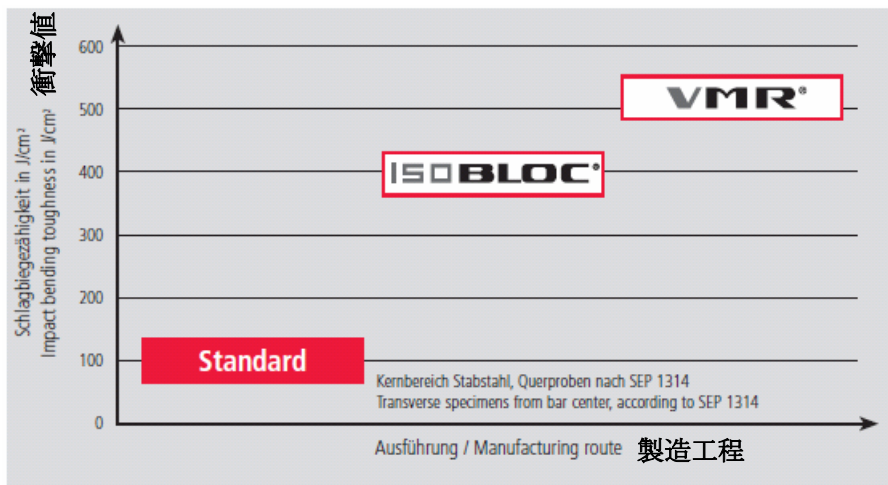 衝撃値
Schlagbiegezähigkeit in J/cm²
Impact bending toughness in J/cm²
600
500
400
300
200
100
0
VMR®
ISOBLOC®
Standard
Kernbereich Stabstahl, Querproben nach SEP 1314
Transverse specimens from bar center, according to SEP 1314
Ausführung / Manufacturing route 製造工程